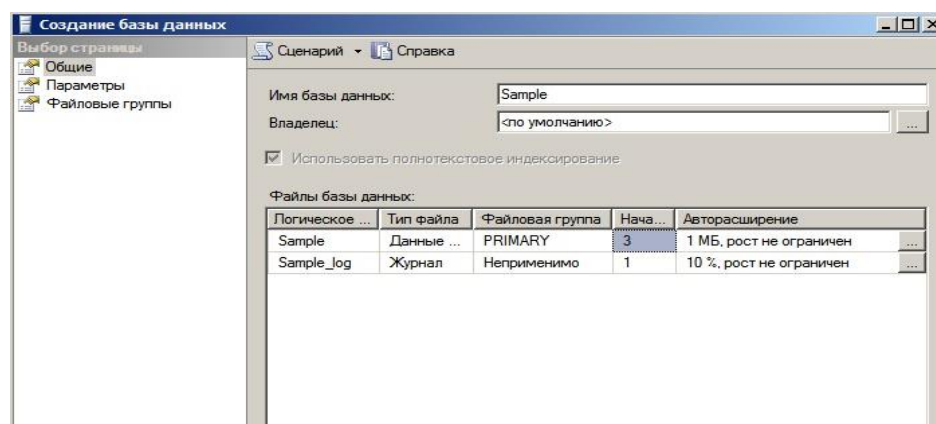 Создание базы данных
Выбор страницы
Общие
Параметры
Файловые группы
Сценарий Справка
Имя базы данных: Sample
Владелец: <по умолчанию> ...
Использовать полнотекстовое индексирование
Файлы базы данных:
Логическое ... Тип файла Файловая группа Нача... Авторасширение
Sample Данные ... PRIMARY 3 1 МБ, рост не ограничен ...
Sample_log Журнал Неприменимо 1 10 %, рост не ограничен ...